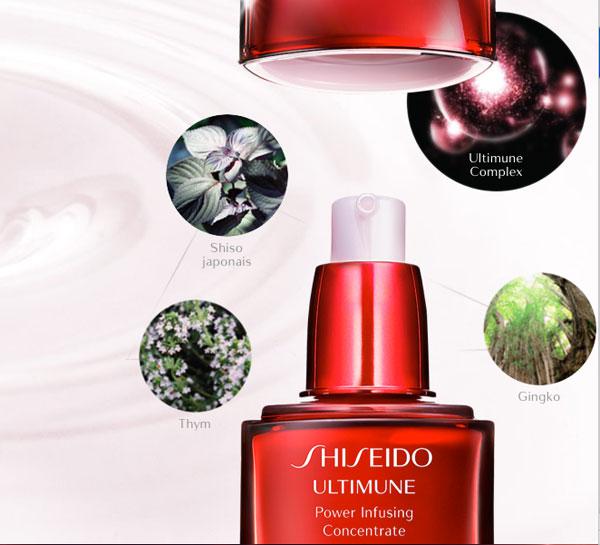 Ultimune
Complex
Shiso
japonais
Gingko
Thym
SHISEIDO
ULTIMUNE
Power Infusing
Concentrate